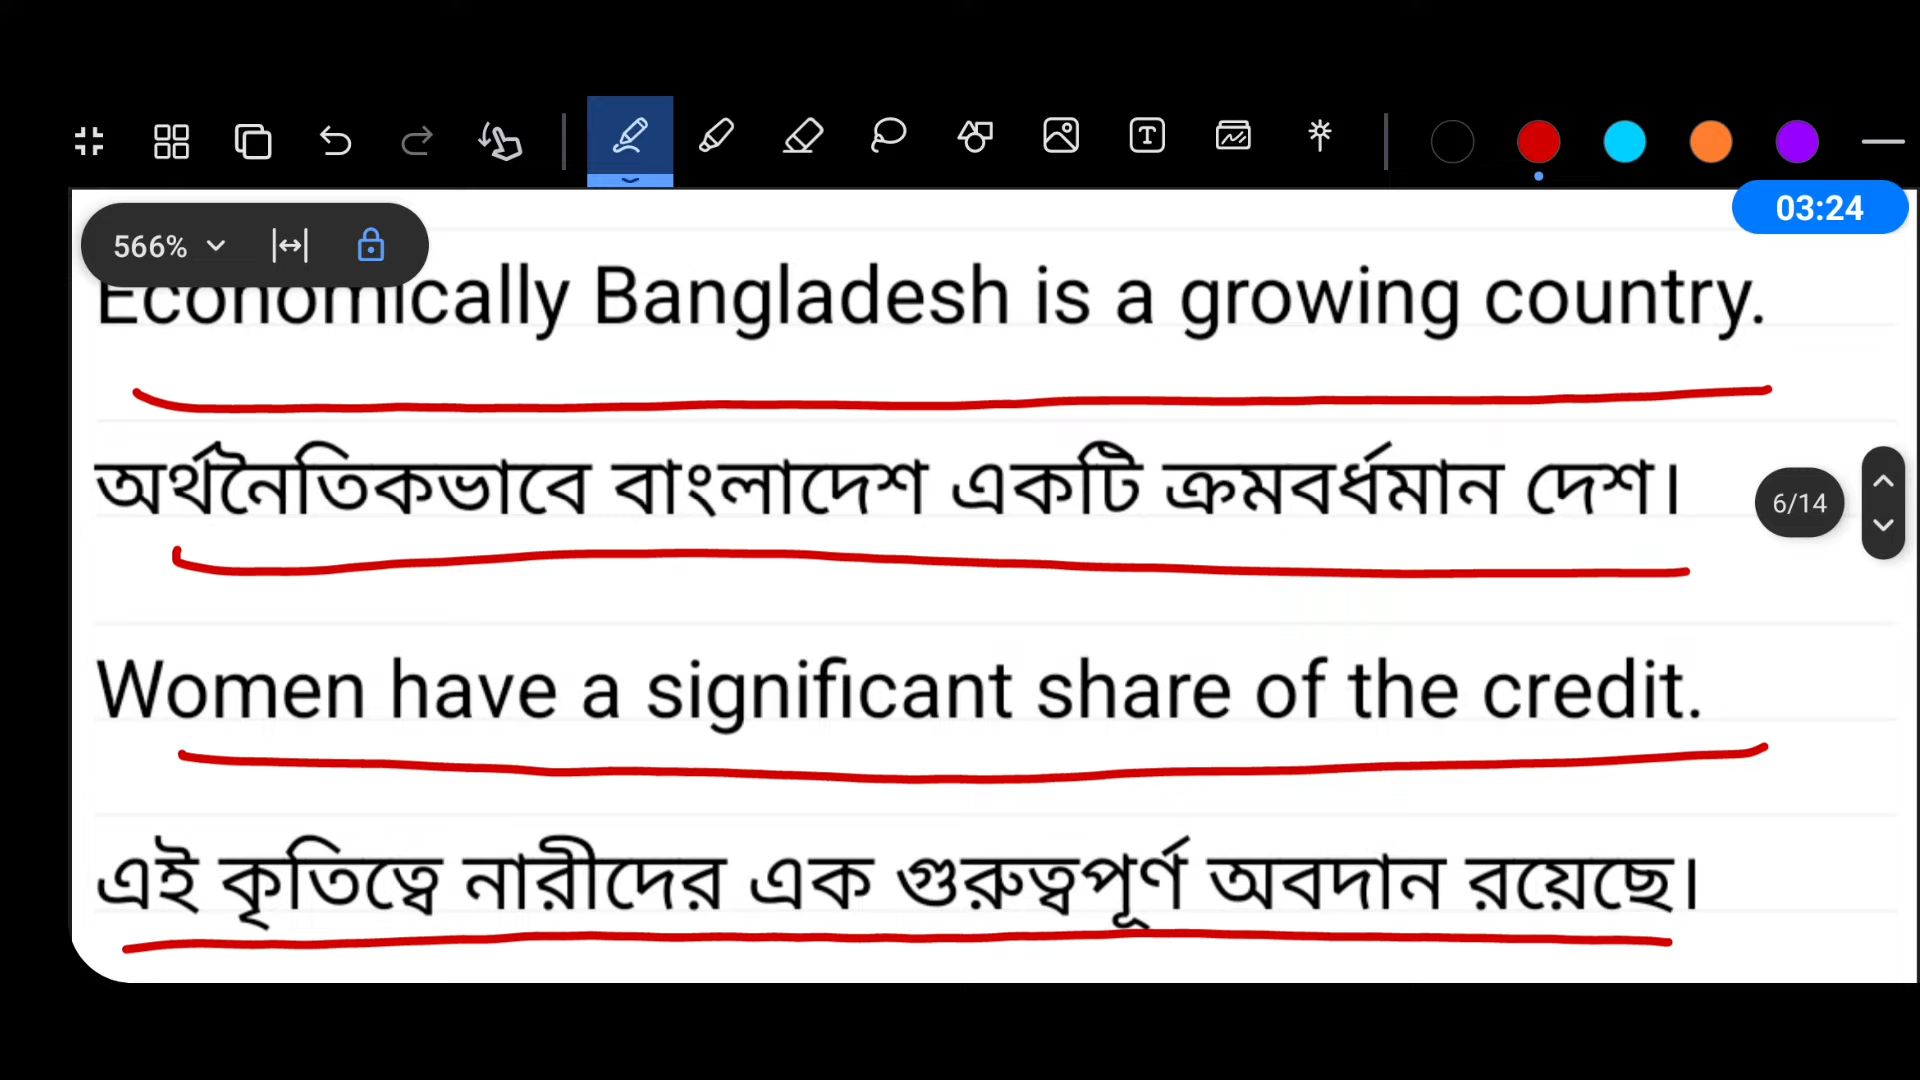 03:24
566%
Economically Bangladesh is a growing country.
অর্থনৈতিকভাবে বাংলাদেশ একটি ক্রমবর্ধমান দেশ।
6/14
Women have a significant share of the credit.
এই কৃতিত্বে নারীদের এক গুরুত্বপূর্ণ অবদান রয়েছে।